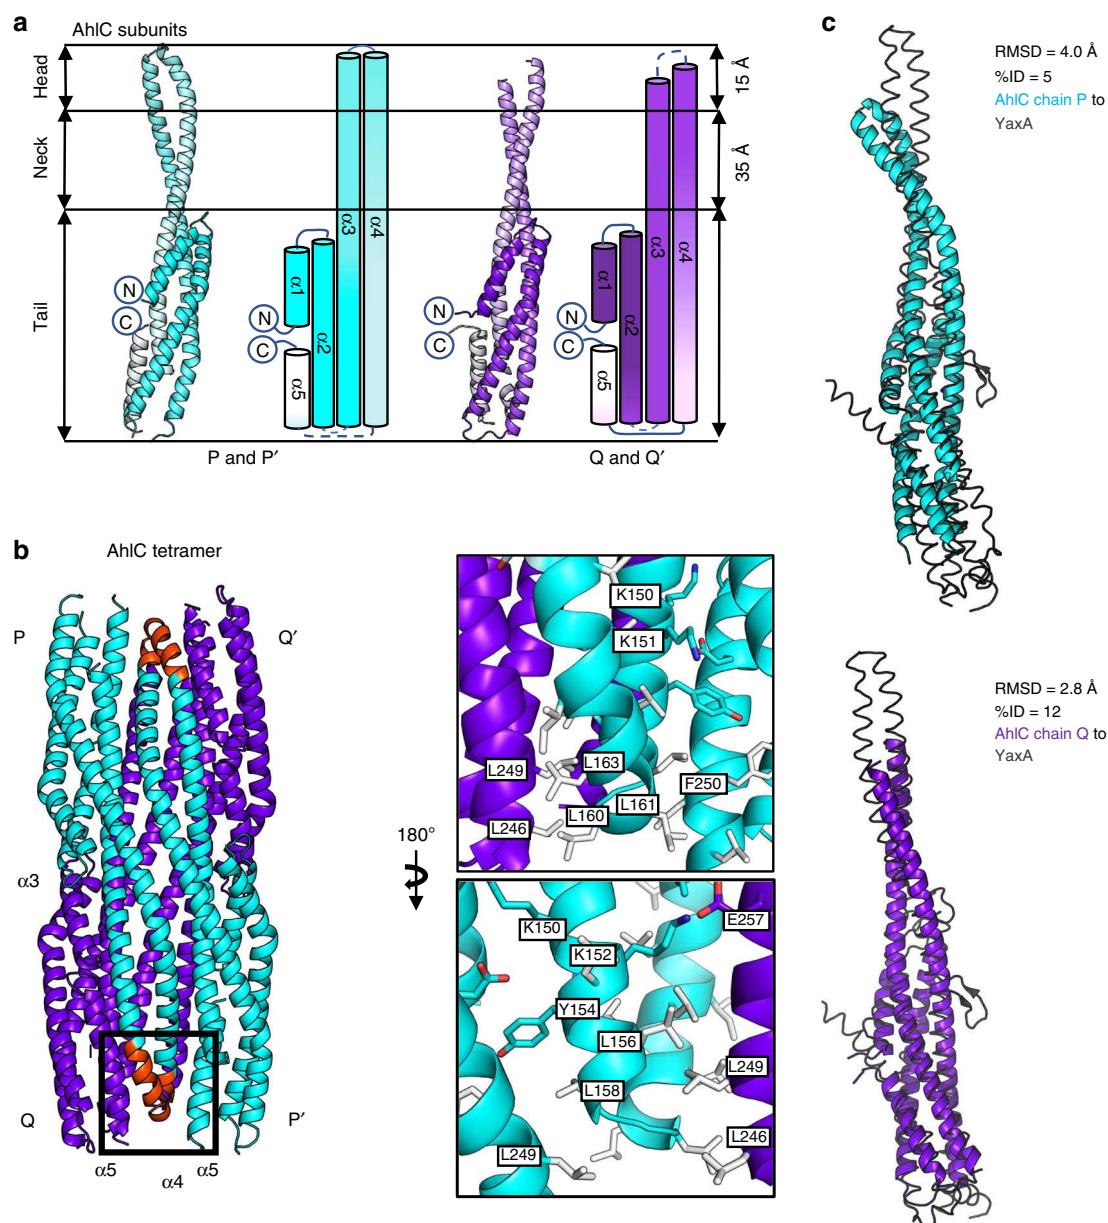 a
AhlC subunits
Head
Neck
Tail
15 Å
35 Å
N
C
N
C
α1
α2
α3
α4
α5
N
C
N
C
α1
α2
α3
α4
α5
P and P′
Q and Q′
b
AhlC tetramer
P
Q′
α3
Q
P′
α5
α4
α5
180°
K150
K151
L249
L163
F250
L161
L160
L246
E257
K150
K152
Y154
L156
L249
L158
L246
L249
c
RMSD = 4.0 Å
%ID = 5
AhlC chain P to
YaxA
RMSD = 2.8 Å
%ID = 12
AhlC chain Q to
YaxA